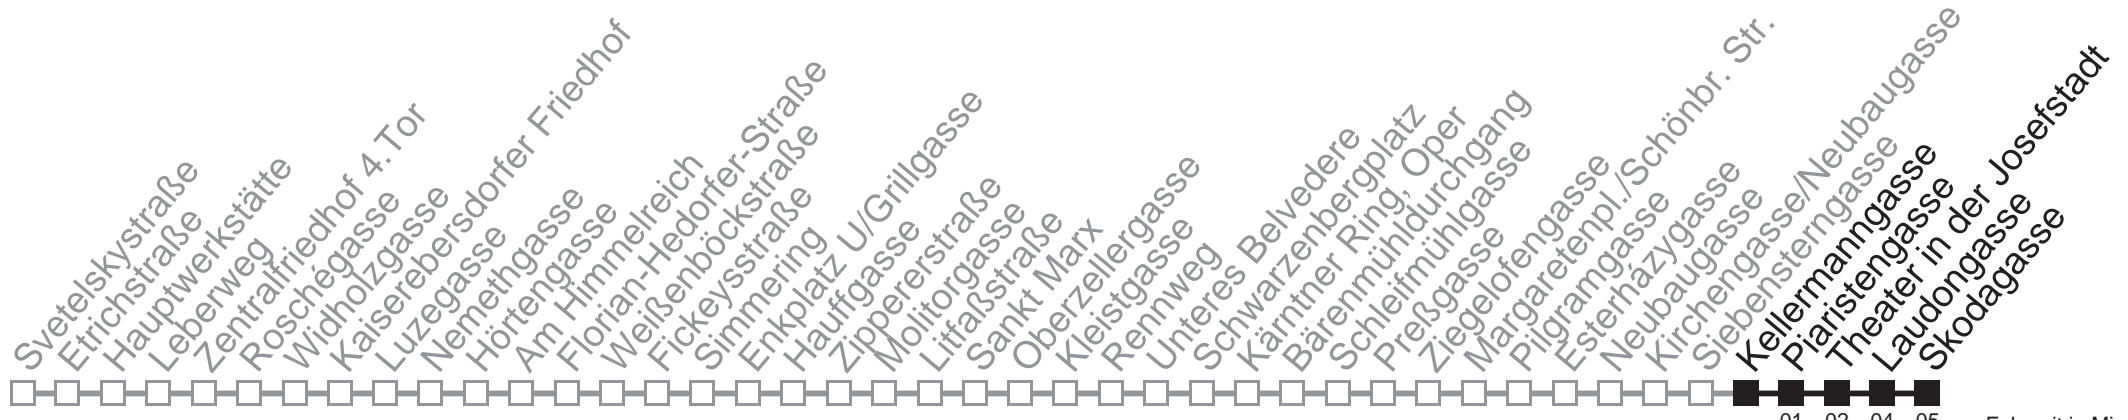 Svetelskystraße
Etrichstraße
Hauptwerkstätte
Leberweg
Zentralfriedhof 4.Tor
Roschégasse
Widholzgasse
Kaiserebersdorfer Friedhof
Luzegasse
Nemethgasse
Hörtengasse
Am Himmelreich
Florian-Hedorfer-Straße
Weißenböckstraße
Fickeysstraße
Simmering
Enkplatz U/Grillgasse
Hauffgasse
Zippererstraße
Molitorgasse
Litfaßstraße
Sankt Marx
Oberzellergasse
Kleistgasse
Rennweg
Unteres Belvedere
Schwarzenbergplatz
Kärntner Ring, Oper
Bärenmühldurchgang
Schleifmühlgasse
Preßgasse
Ziegelofengasse
Margaretenpl./Schönbr. Str.
Pilgramgasse
Esterházygasse
Neubaugasse
Kirchengasse/Neubaugasse
Siebensterngasse
Kellermanngasse
Piaristengasse
Theater in der Josefstadt
Laudongasse
Skodagasse